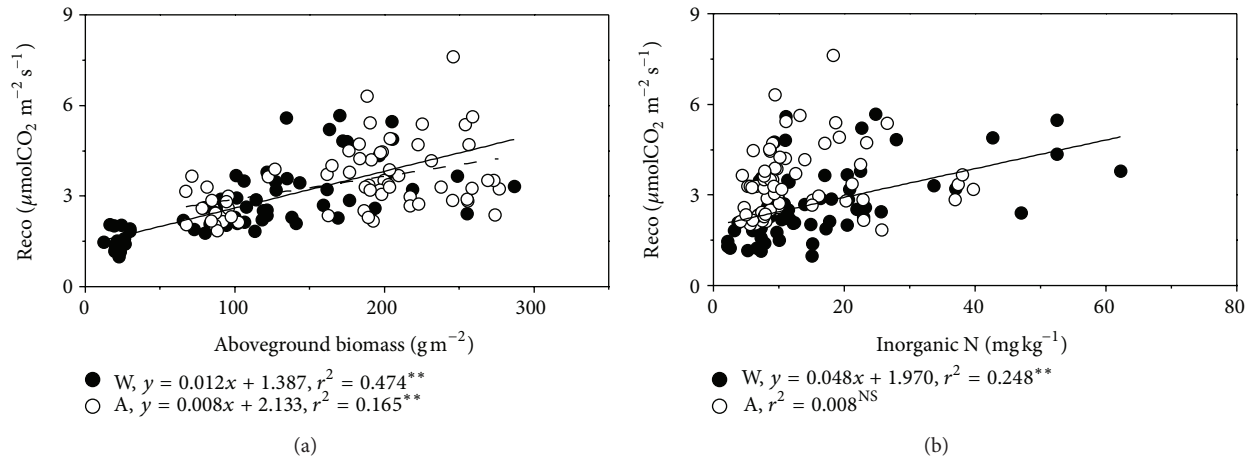 9
6
3
0
Reco (μmolCO₂ m⁻² s⁻¹)
0 100 200 300
Aboveground biomass (g m⁻²)
W, y = 0.012x + 1.387, r² = 0.474**
A, y = 0.008x + 2.133, r² = 0.165**
(a)
9
6
3
0
Reco (μmolCO₂ m⁻² s⁻¹)
0 20 40 60 80
Inorganic N (mg kg⁻¹)
W, y = 0.048x + 1.970, r² = 0.248**
A, r² = 0.008ᴺˢ
(b)